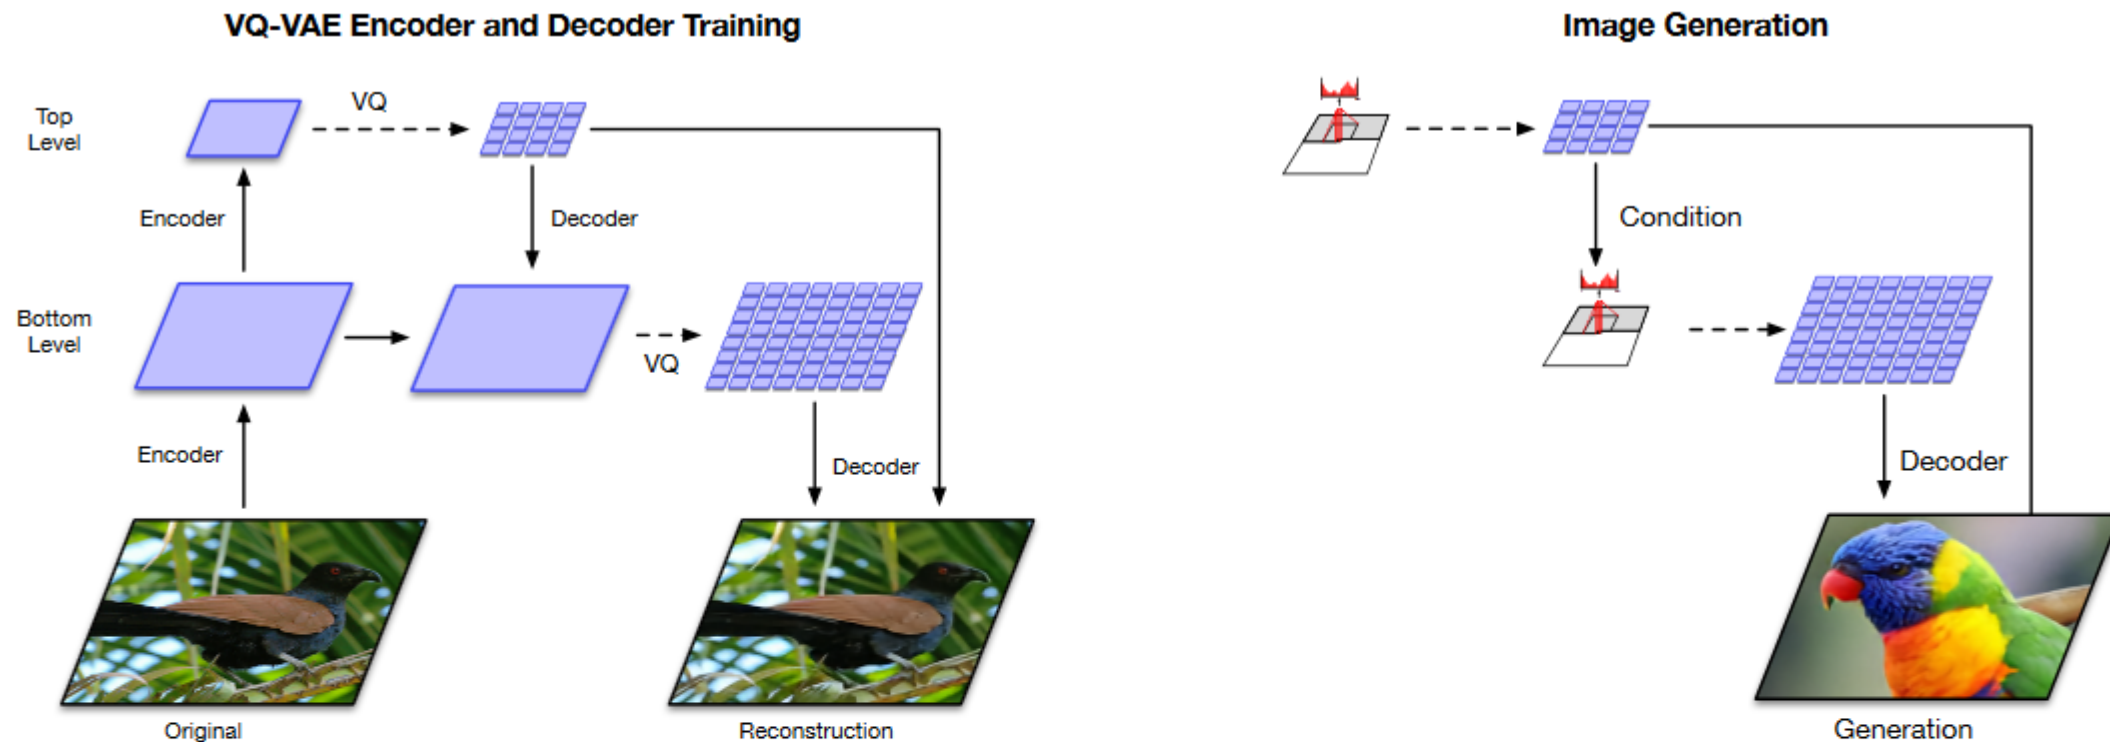 VQ-VAE Encoder and Decoder Training
Top
Level
VQ
Encoder
Decoder
Bottom
Level
VQ
Encoder
Decoder
Original
Reconstruction
Image Generation
Condition
Decoder
Generation